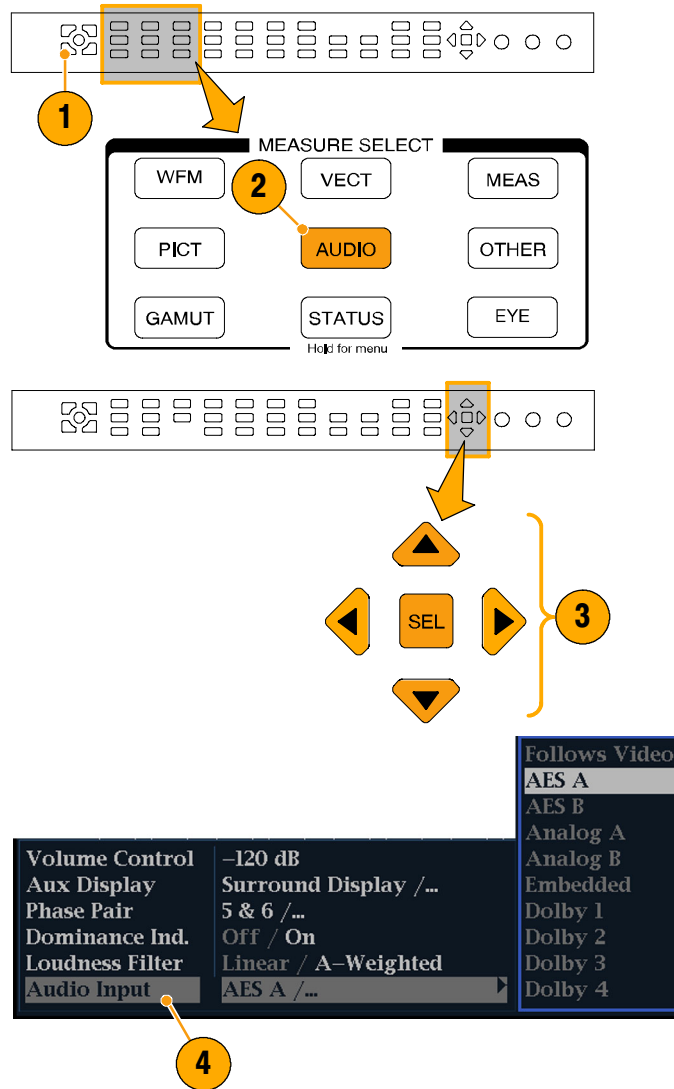 1
MEASURE SELECT
WFM
2
VECT
MEAS
PICT
AUDIO
OTHER
GAMUT
STATUS
EYE
Hold for menu
SEL
3
Follows Video
AES A
AES B
Analog A
Analog B
Embedded
Dolby 1
Dolby 2
Dolby 3
Dolby 4
Volume Control –120 dB
Aux Display Surround Display /...
Phase Pair 5 & 6 /...
Dominance Ind. Off / On
Loudness Filter Linear / A–Weighted
Audio Input AES A /...
4